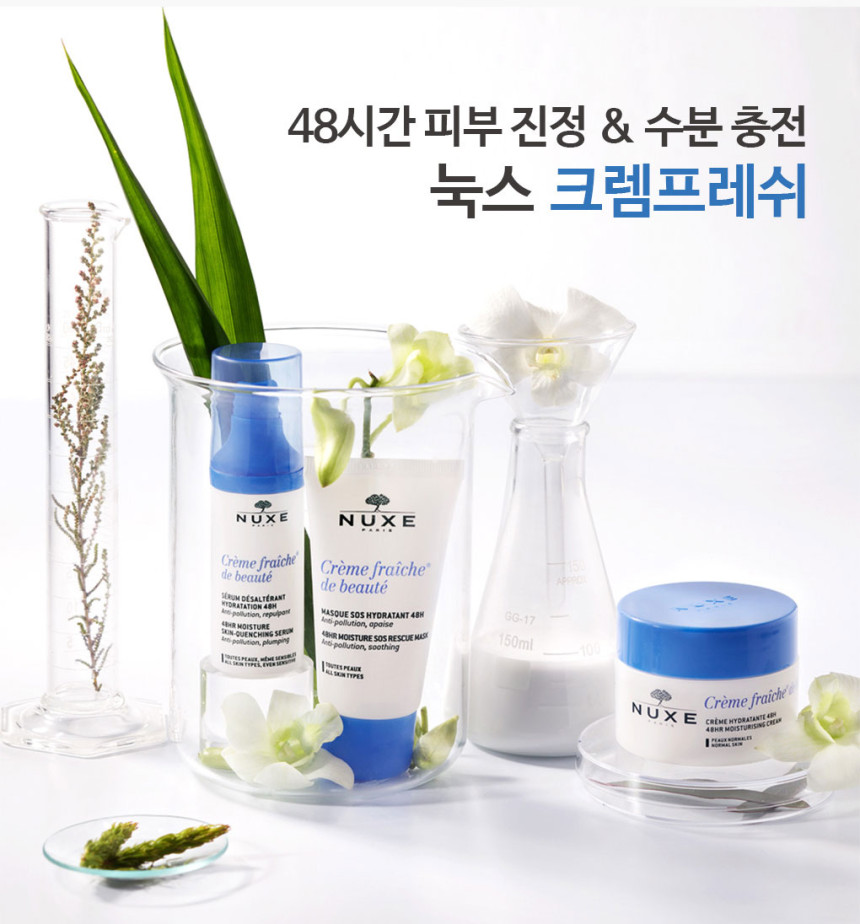 48시간 피부 진정 & 수분 충전
눅스 크렘프레쉬
NUXE
PARIS
Crème fraîche®
de beauté
SÉRUM DÉSALTÉRANT
HYDRATATION 48H
Anti-pollution, repulpant
48HR MOISTURE
SKIN-QUENCHING SERUM
Anti-pollution, plumping
TOUTES PEAUX, MÊME SENSIBLES
ALL SKIN TYPES, EVEN SENSITIVE
NUXE
PARIS
Crème fraîche®
de beauté
MASQUE SOS HYDRATANT 48H
Anti-pollution, apaise
48HR MOISTURE SOS RESCUE MASK
Anti-pollution, soothing
TOUTES PEAUX
ALL SKIN TYPES
150
APPROX
GG-17
150ml
100
NUXE
NUXE
PARIS
Crème fraîche®
CRÈME HYDRATANTE 48H
48HR MOISTURISING CREAM
PEAUX NORMALES
NORMAL SKIN